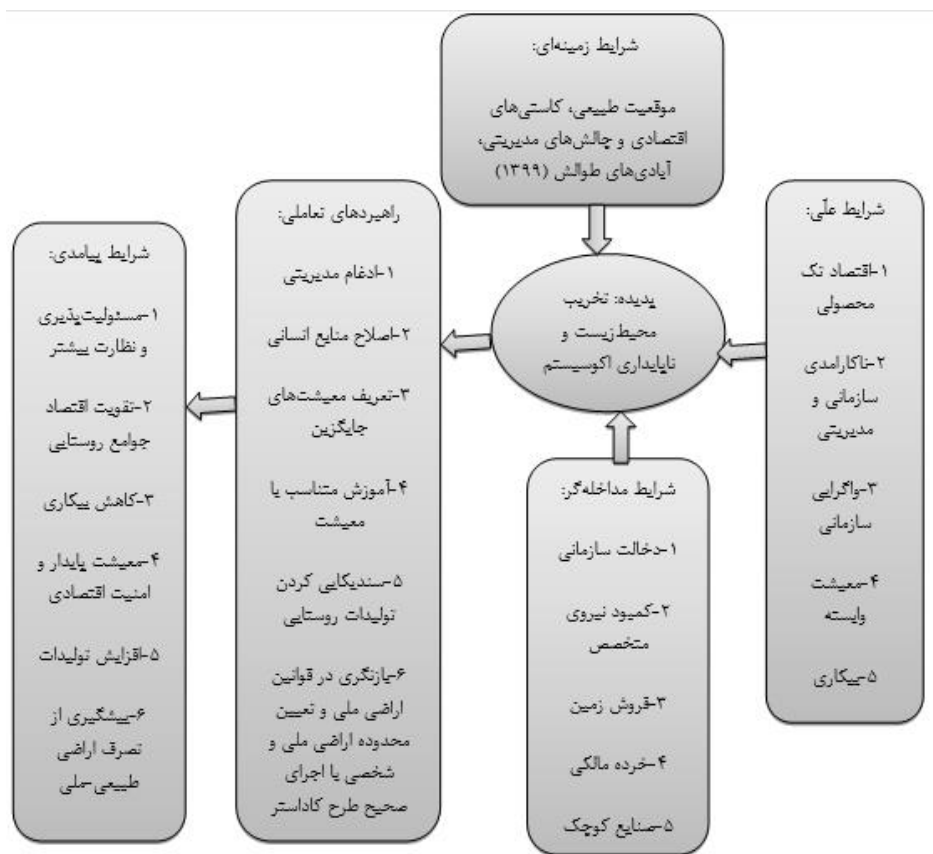 شرایط زمینه‌ای:
موقعیت طبیعی، کاستی‌های
اقتصادی و چالش‌های مدیریتی،
آبادی‌های طوالش (۱۳۹۹)
شرایط علّی:
۱-اقتصاد تک
محصولی
۲-ناکارامدی
سازمانی و
مدیریتی
۳-واگرایی
سازمانی
۴-معیشت
وابسته
۵-بیکاری
پدیده: تخریب
محیط‌زیست و
ناپایداری اکوسیستم
شرایط مداخله‌گر:
۱-دخالت سازمانی
۲-کمبود نیروی
متخصص
۳-فروش زمین
۴-خرده مالکی
۵-صنایع کوچک
راهبردهای تعاملی:
۱-ادغام مدیریتی
۲-اصلاح منابع انسانی
۳-تعریف معیشت‌های
جایگزین
۴-آموزش متناسب با
معیشت
۵-سندیکایی کردن
تولیدات روستایی
۶-بازنگری در قوانین
اراضی ملی و تعیین
محدوده اراضی ملی و
شخصی با اجرای
صحیح طرح کاداستر
شرایط پیامدی:
۱-مسئولیت‌پذیری
و نظارت بیشتر
۲-تقویت اقتصاد
جوامع روستایی
۳-کاهش بیکاری
۴-معیشت پایدار و
امنیت اقتصادی
۵-افزایش تولیدات
۶-پیشگیری از
تصرف اراضی
طبیعی-ملی